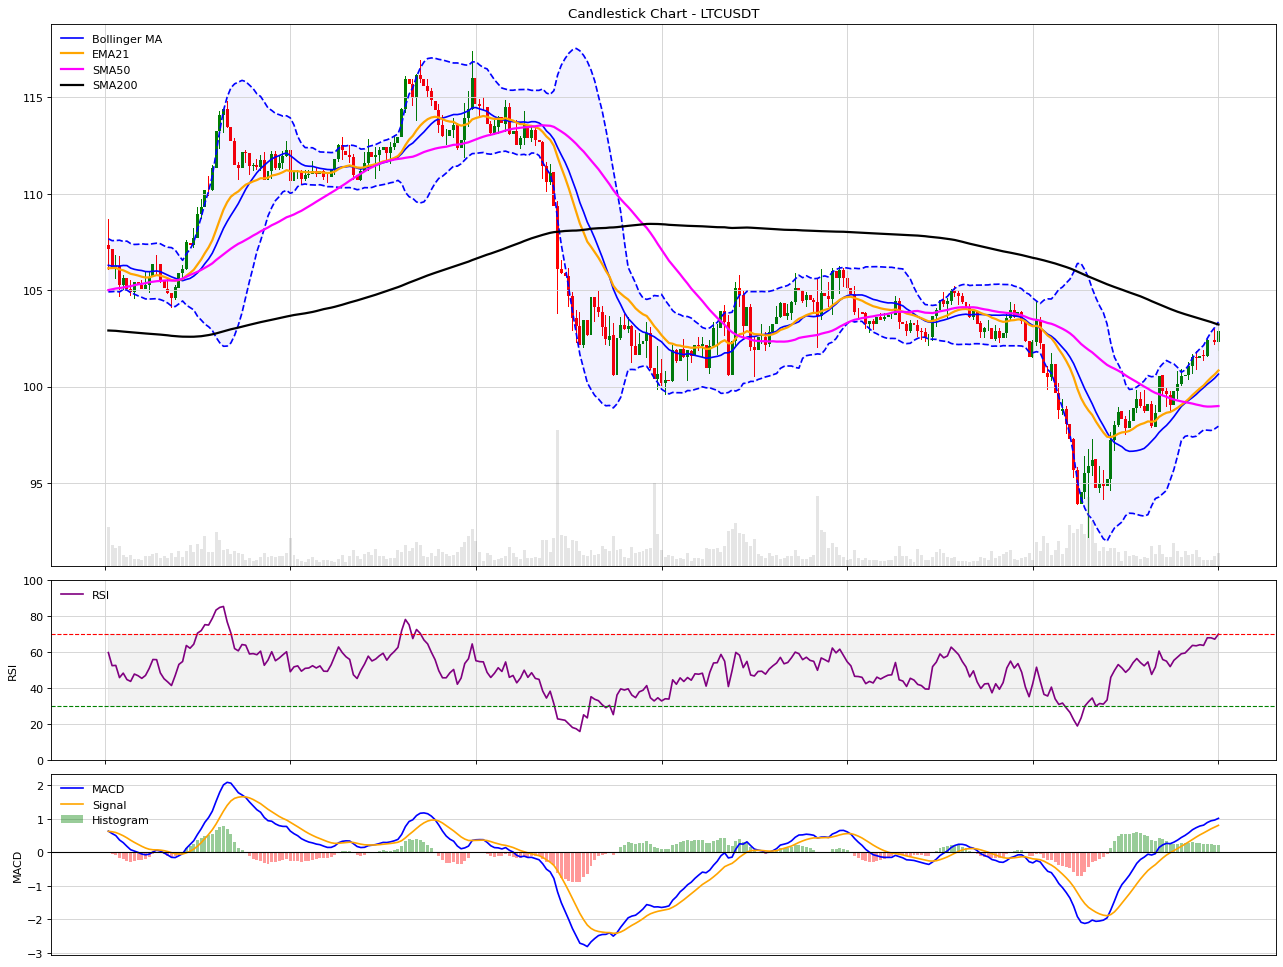 Candlestick Chart - LTCUSDT
Bollinger MA
EMA21
SMA50
SMA200
115
110
105
100
95
100
80
60
40
20
0
RSI
RSI
2
1
0
−1
−2
−3
MACD
MACD
Signal
Histogram